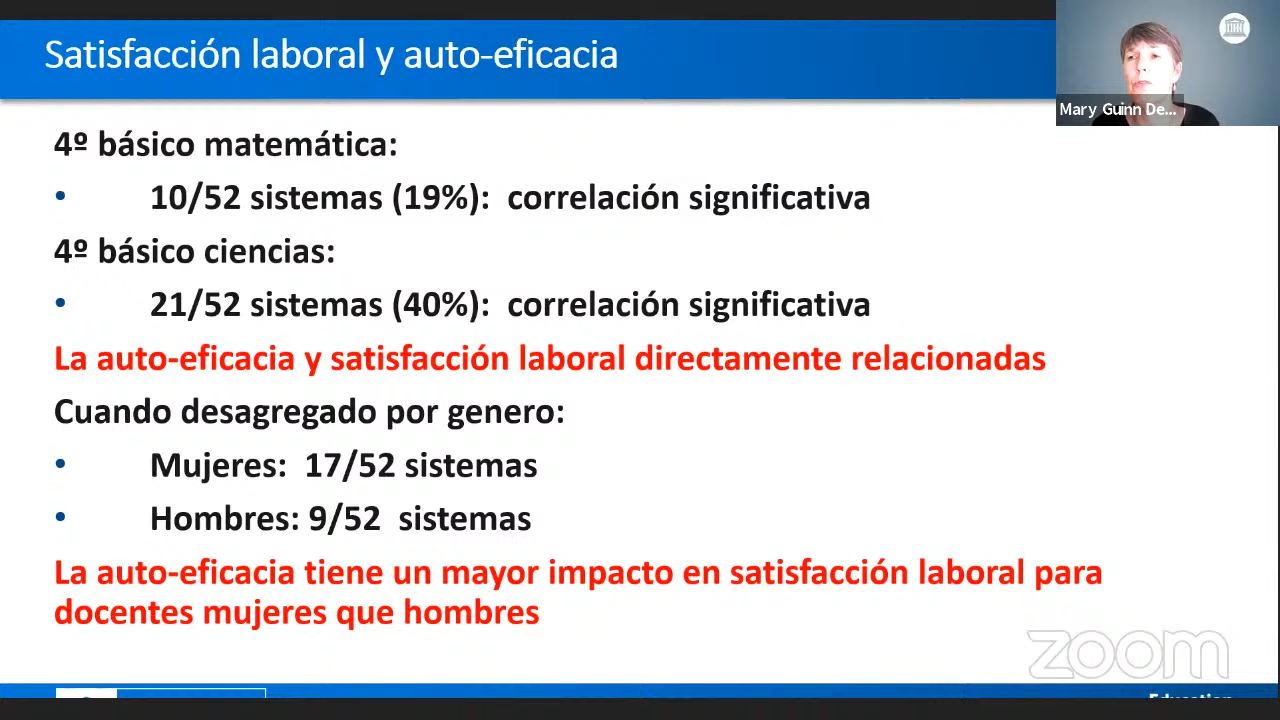 Satisfacción laboral y auto-eficacia
Mary Guinn De...
4º básico matemática:
• 10/52 sistemas (19%): correlación significativa
4º básico ciencias:
• 21/52 sistemas (40%): correlación significativa
La auto-eficacia y satisfacción laboral directamente relacionadas
Cuando desagregado por genero:
• Mujeres: 17/52 sistemas
• Hombres: 9/52 sistemas
La auto-eficacia tiene un mayor impacto en satisfacción laboral para
docentes mujeres que hombres
zoom
Education